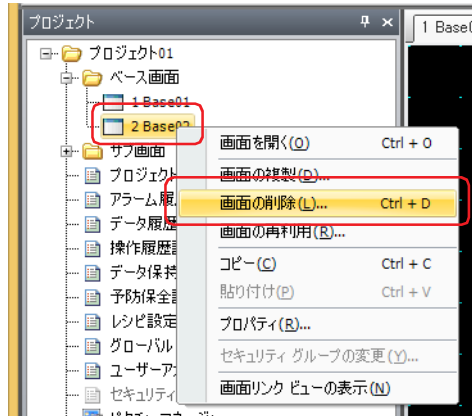 プロジェクト
1 Base0
プロジェクト01
ベース画面
1 Base01
2 Base02
サブ画面
画面を開く(O) Ctrl + O
プロジェクト
画面の複製(D)...
アラーム履
画面の削除(L)... Ctrl + D
データ履歴
画面の再利用(R)...
操作履歴
データ保持
コピー(C) Ctrl + C
予防保全
貼り付け(P) Ctrl + V
レシピ設定
プロパティ(R)...
グローバル
セキュリティ グループの変更(Y)...
ユーザーア
セキュリティ
画面リンク ビューの表示(N)